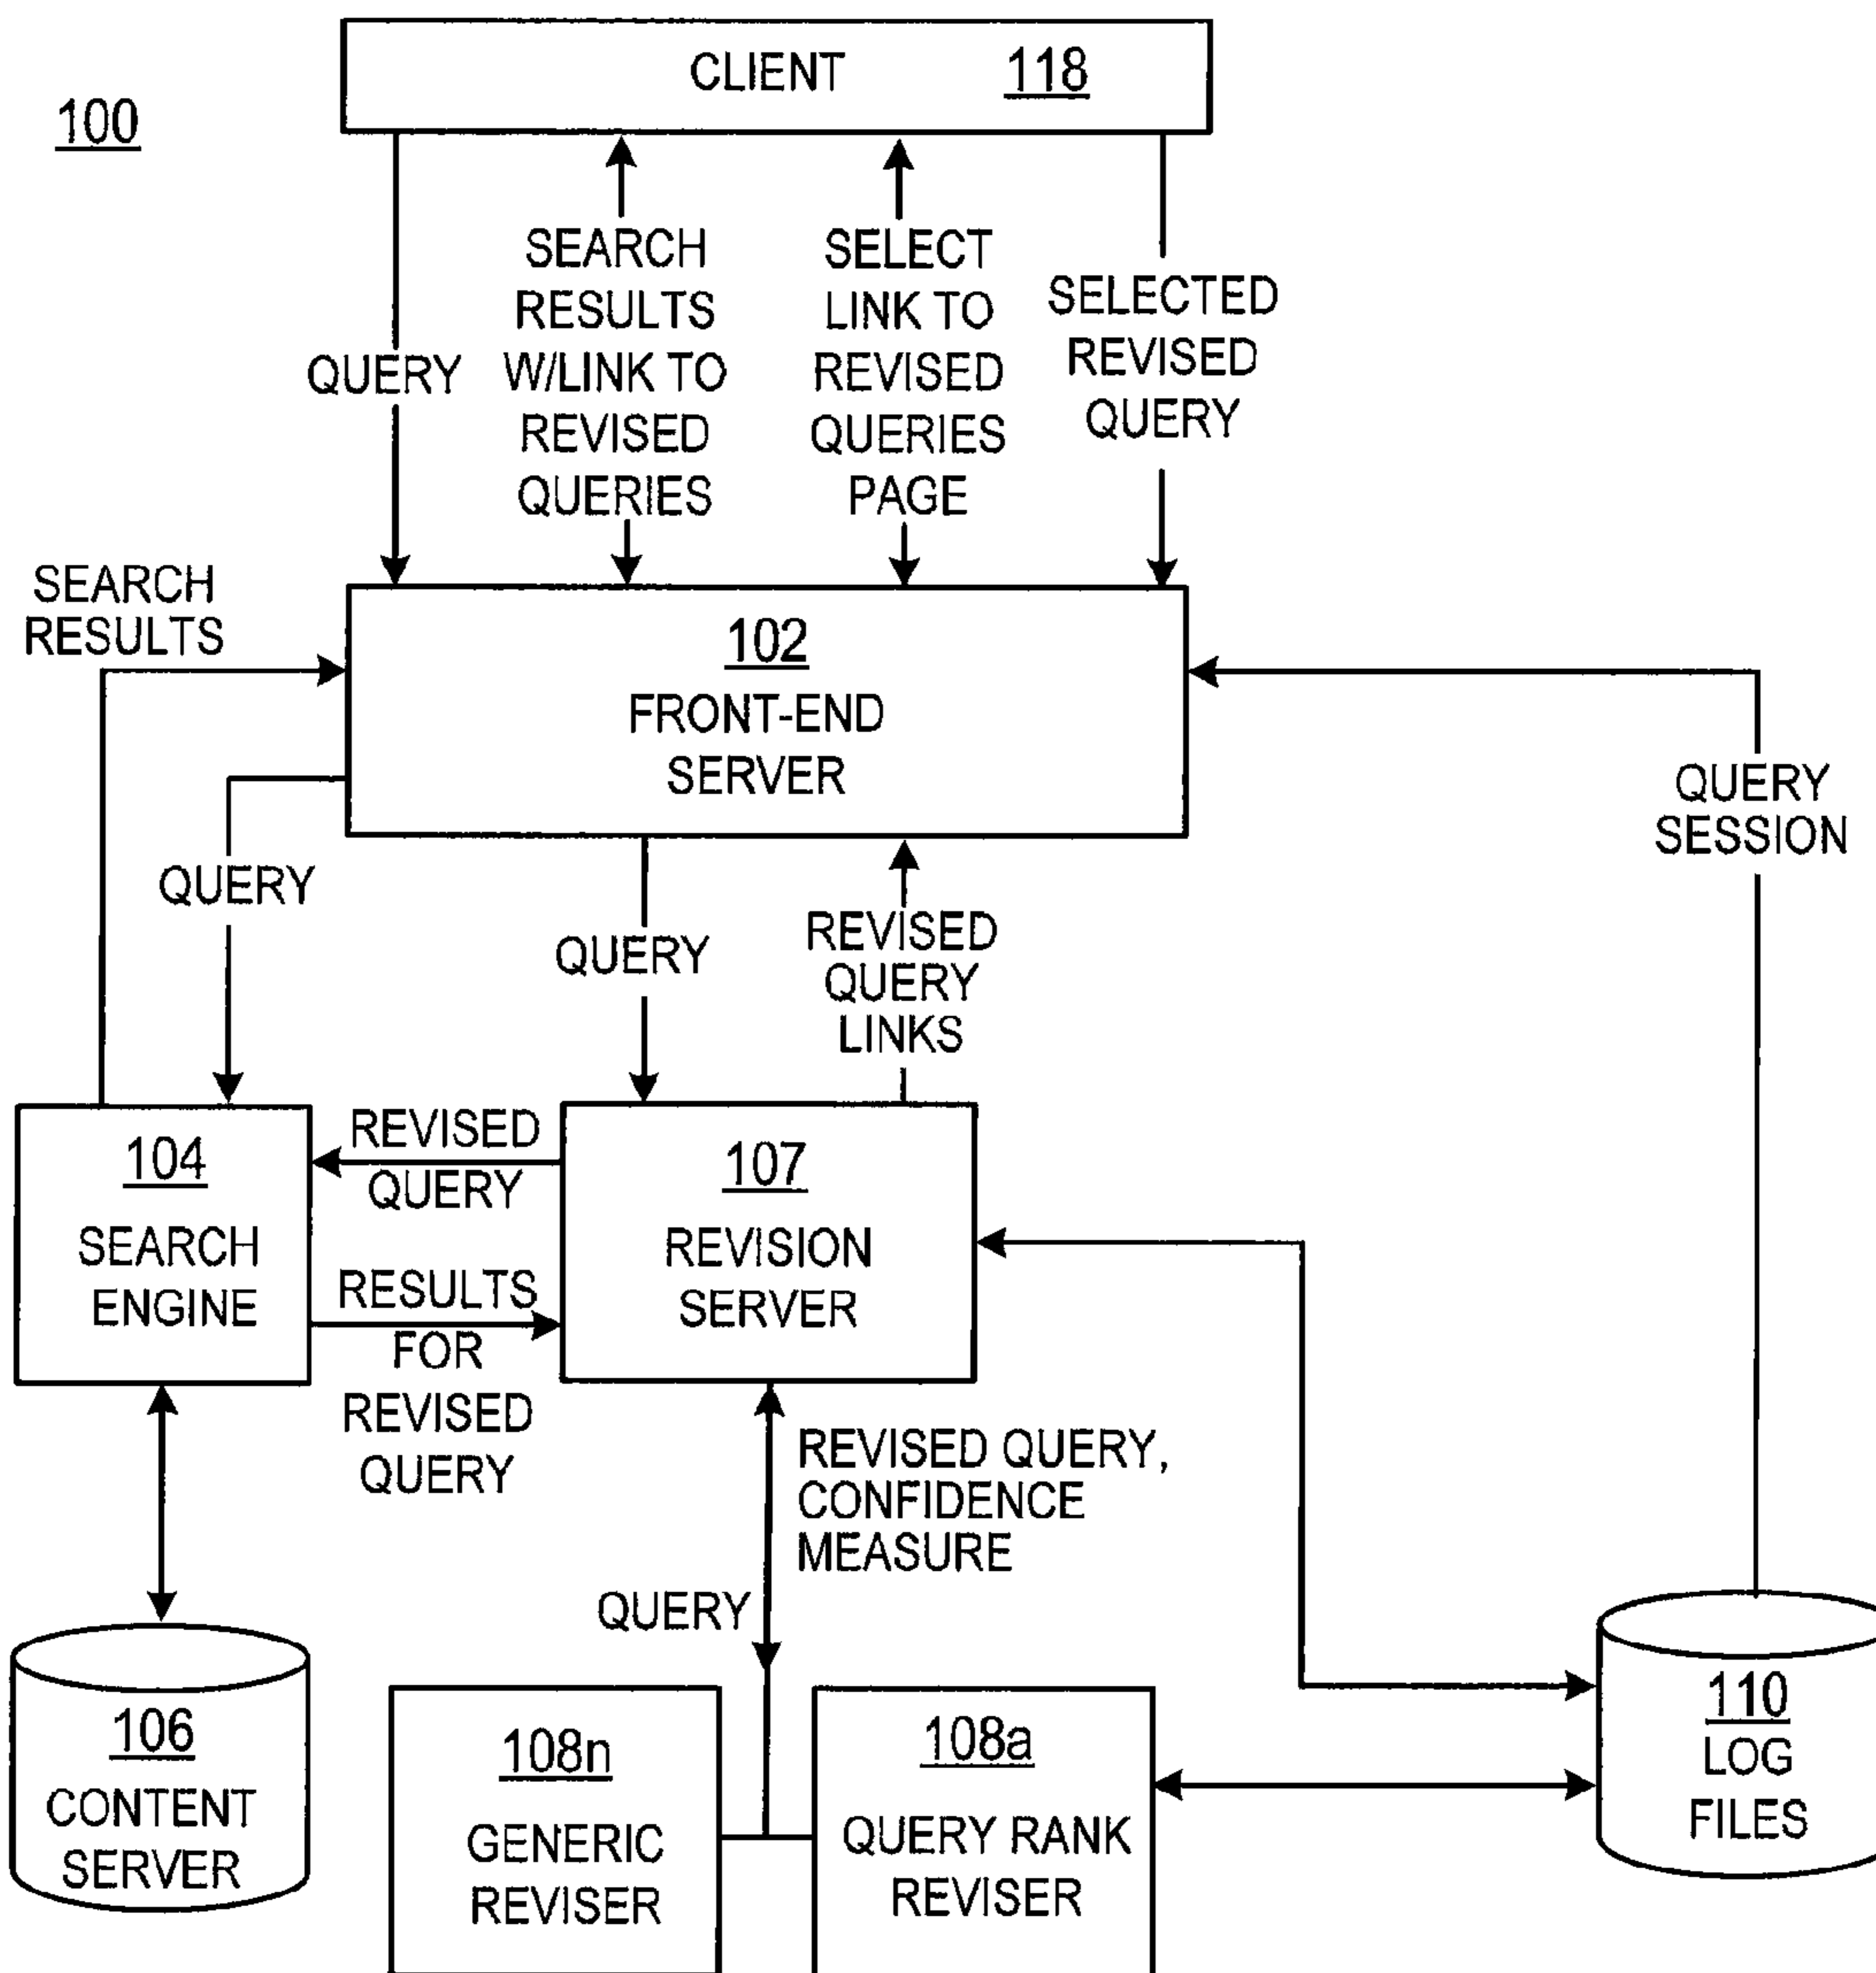 CLIENT 118
100
QUERY
SEARCH
RESULTS
W/LINK TO
REVISED
QUERIES
SELECT
LINK TO
REVISED
QUERIES
PAGE
SELECTED
REVISED
QUERY
SEARCH
RESULTS
102
FRONT-END
SERVER
QUERY
SESSION
QUERY
QUERY
REVISED
QUERY
LINKS
104
SEARCH
ENGINE
REVISED
QUERY
RESULTS
FOR
REVISED
QUERY
107
REVISION
SERVER
REVISED QUERY,
CONFIDENCE
MEASURE
QUERY
106
CONTENT
SERVER
108n
GENERIC
REVISER
108a
QUERY RANK
REVISER
110
LOG
FILES